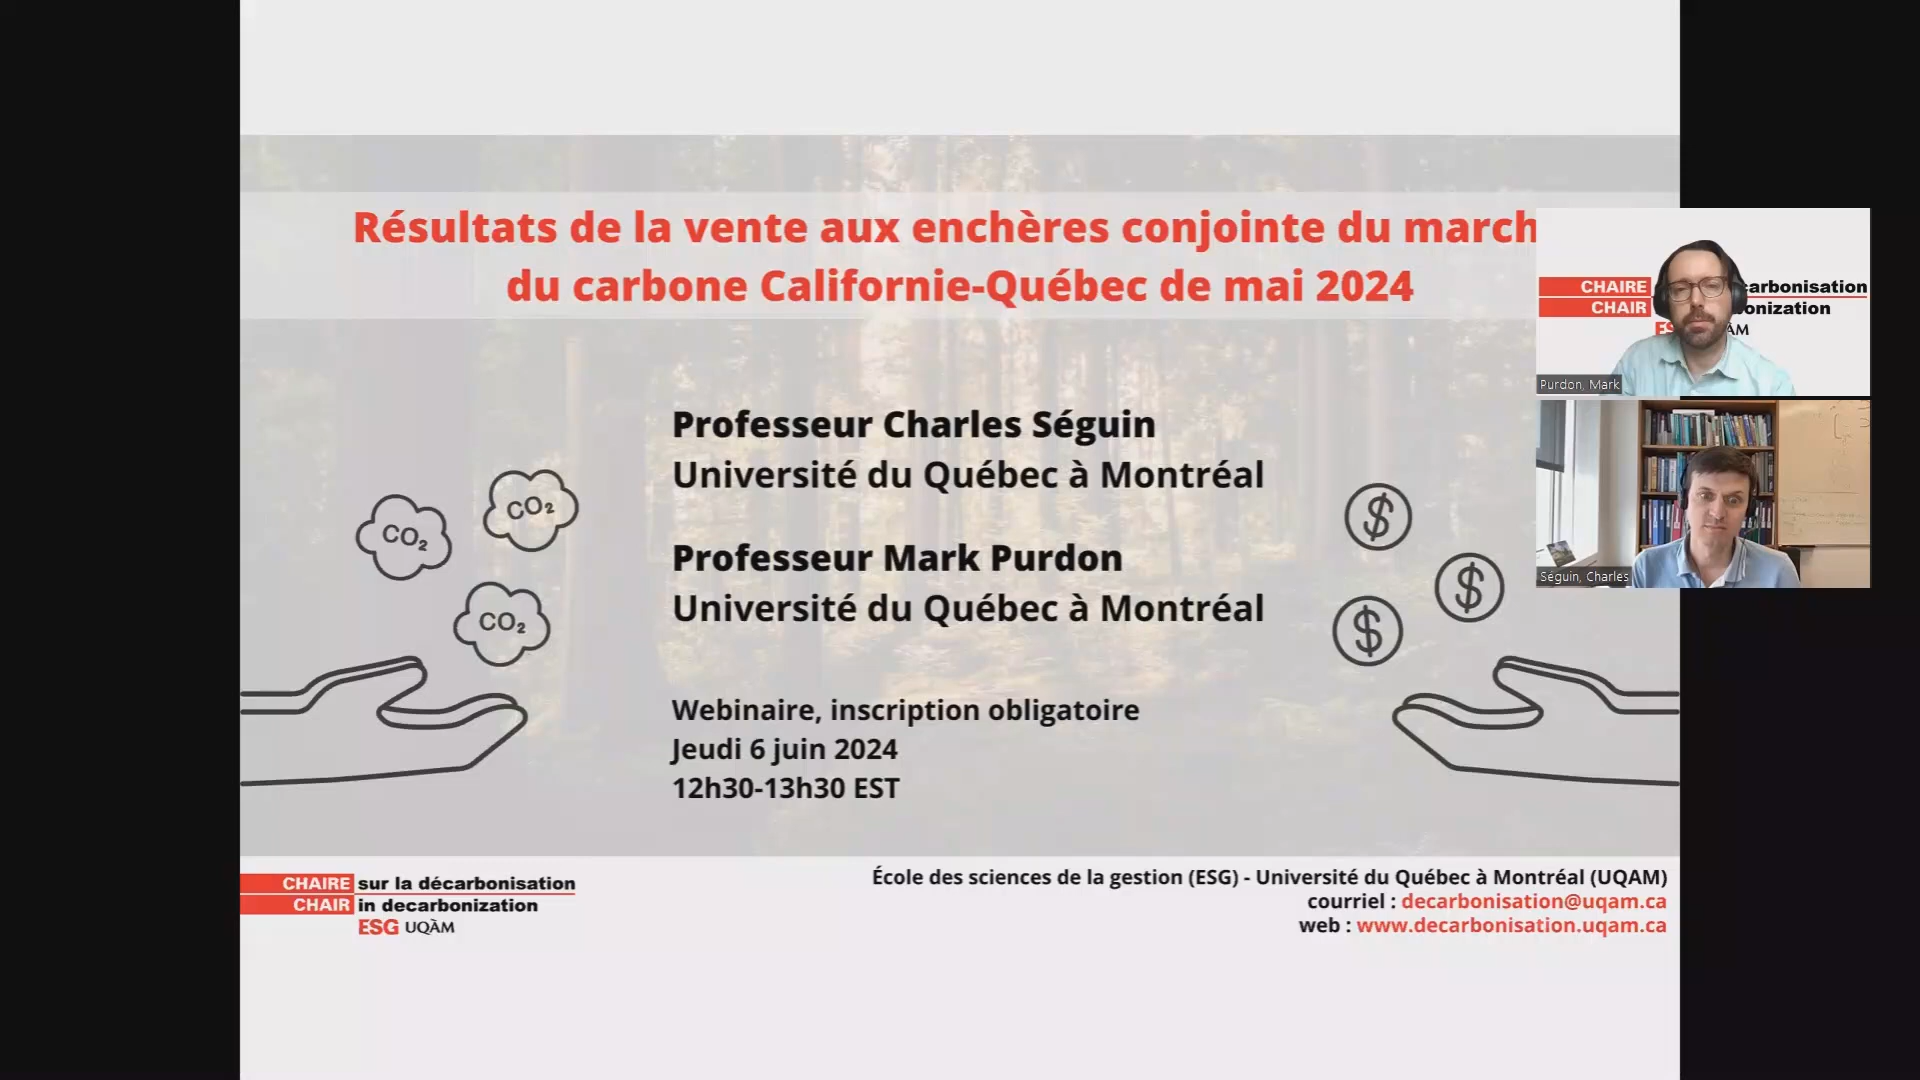 Résultats de la vente aux enchères conjointe du march
du carbone Californie-Québec de mai 2024
Professeur Charles Séguin
Université du Québec à Montréal
Professeur Mark Purdon
Université du Québec à Montréal
Webinaire, inscription obligatoire
Jeudi 6 juin 2024
12h30-13h30 EST
CO₂
CO₂
CO₂
$
$
$
CHAIRE sur la décarbonisation
CHAIR in decarbonization
ESG UQÀM
École des sciences de la gestion (ESG) - Université du Québec à Montréal (UQAM)
courriel : decarbonisation@uqam.ca
web : www.decarbonisation.uqam.ca
CHAIRE carbonisation
CHAIR onization
ES ÀM
Purdon, Mark
Séguin, Charles